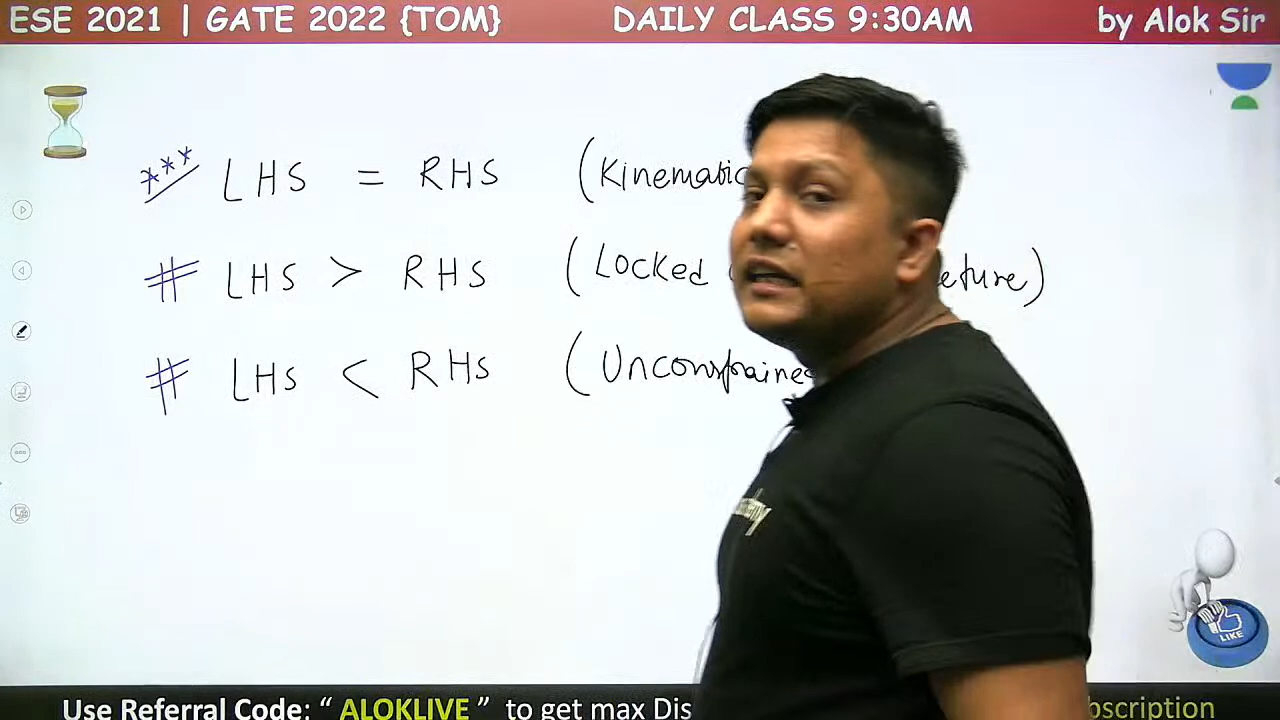 ESE 2021 | GATE 2022 {TOM} DAILY CLASS 9:30AM by Alok Sir
*** LHS = RHS (Kinematic
# LHS > RHS (Locked
# LHS < RHS (Unconstrained
LIKE
Use Referral Code: “ ALOKLIVE ” to get max